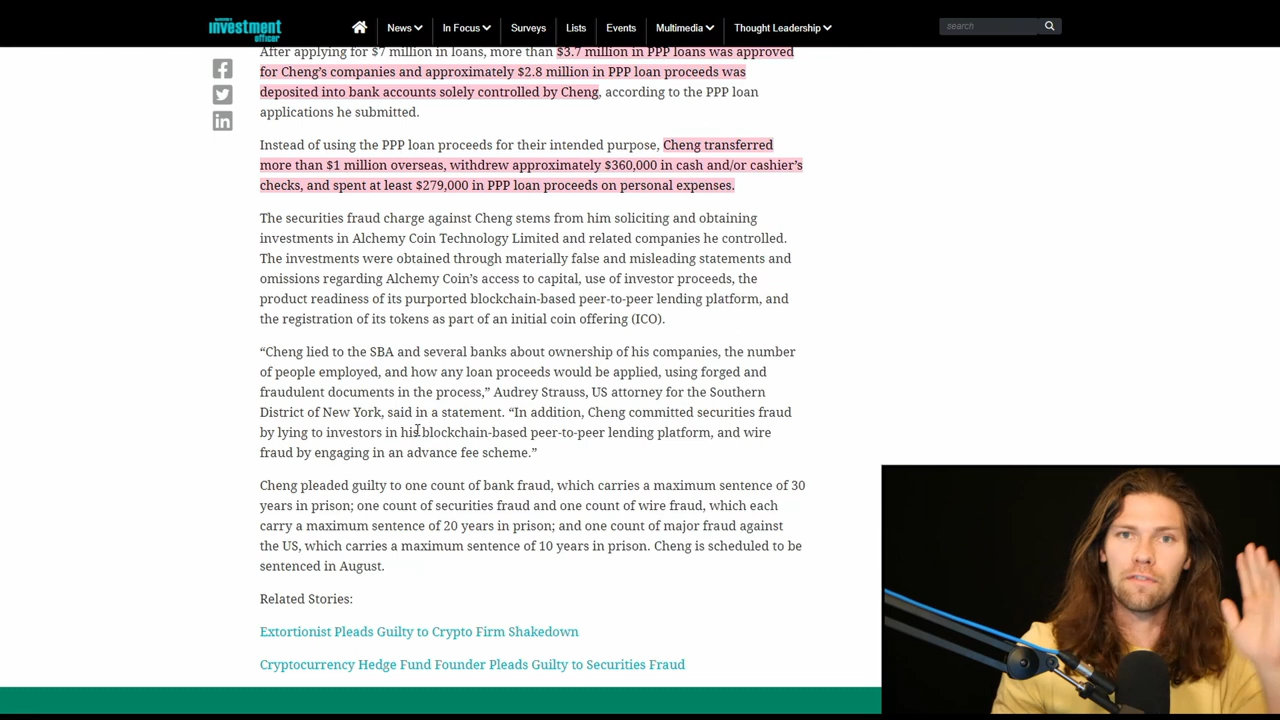 investment
officer
News
In Focus
Surveys
Lists
Events
Multimedia
Thought Leadership
search
After applying for $7 million in loans, more than $3.7 million in PPP loans was approved
for Cheng’s companies and approximately $2.8 million in PPP loan proceeds was
deposited into bank accounts solely controlled by Cheng, according to the PPP loan
applications he submitted.
Instead of using the PPP loan proceeds for their intended purpose, Cheng transferred
more than $1 million overseas, withdrew approximately $360,000 in cash and/or cashier’s
checks, and spent at least $279,000 in PPP loan proceeds on personal expenses.
The securities fraud charge against Cheng stems from him soliciting and obtaining
investments in Alchemy Coin Technology Limited and related companies he controlled.
The investments were obtained through materially false and misleading statements and
omissions regarding Alchemy Coin’s access to capital, use of investor proceeds, the
product readiness of its purported blockchain-based peer-to-peer lending platform, and
the registration of its tokens as part of an initial coin offering (ICO).
“Cheng lied to the SBA and several banks about ownership of his companies, the number
of people employed, and how any loan proceeds would be applied, using forged and
fraudulent documents in the process,” Audrey Strauss, US attorney for the Southern
District of New York, said in a statement. “In addition, Cheng committed securities fraud
by lying to investors in his blockchain-based peer-to-peer lending platform, and wire
fraud by engaging in an advance fee scheme.”
Cheng pleaded guilty to one count of bank fraud, which carries a maximum sentence of 30
years in prison; one count of securities fraud and one count of wire fraud, which each
carry a maximum sentence of 20 years in prison; and one count of major fraud against
the US, which carries a maximum sentence of 10 years in prison. Cheng is scheduled to be
sentenced in August.
Related Stories:
Extortionist Pleads Guilty to Crypto Firm Shakedown
Cryptocurrency Hedge Fund Founder Pleads Guilty to Securities Fraud